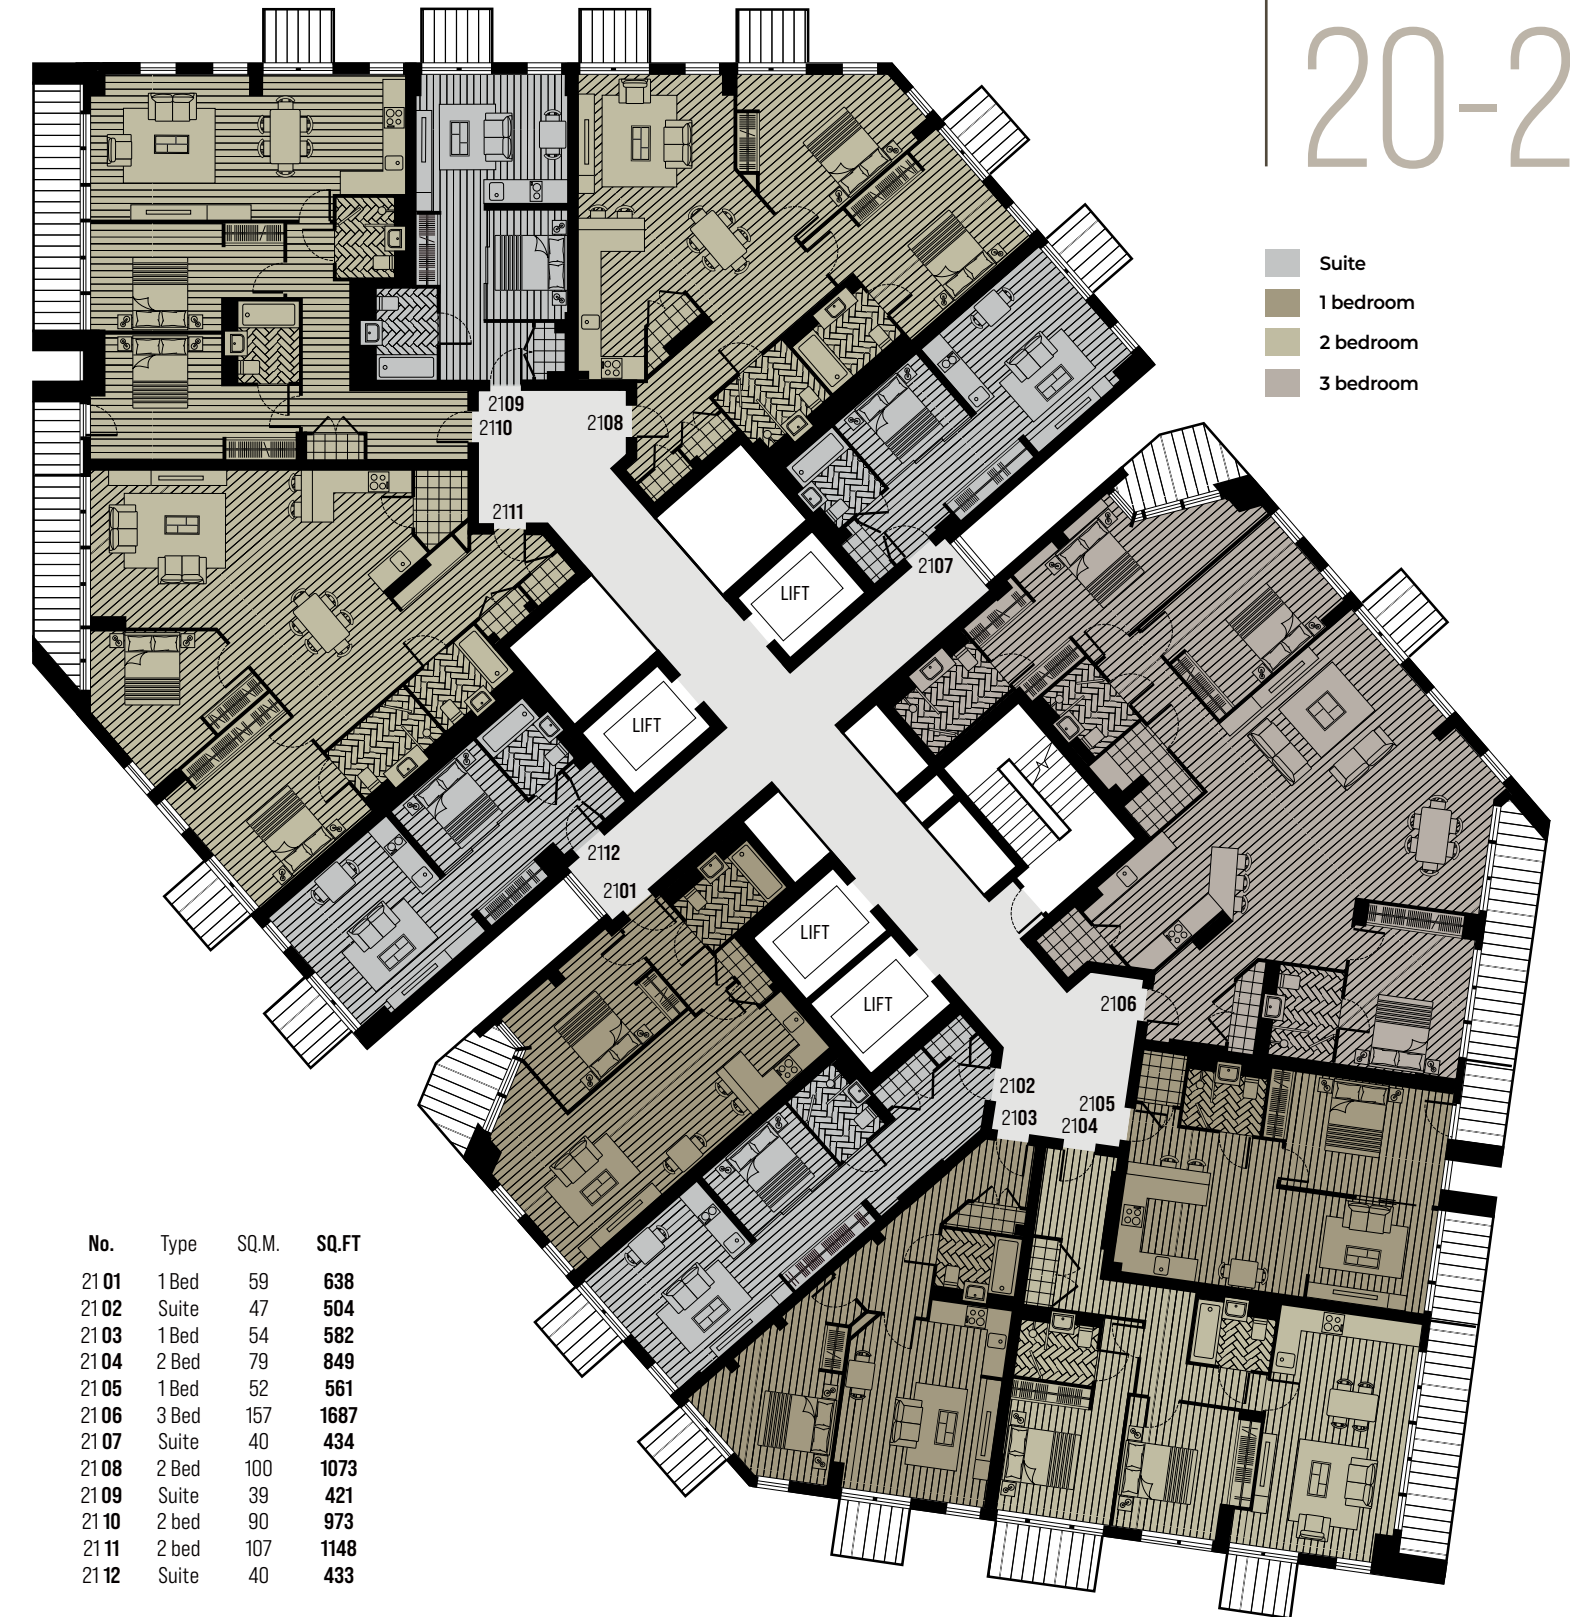 20-2
Suite
1 bedroom
2 bedroom
3 bedroom
2109
2110
2108
2111
2107
LIFT
LIFT
2112
2101
LIFT
LIFT
2106
2102
2105
2103
2104
No. Type SQ.M. SQ.FT
2101 1 Bed 59 638
2102 Suite 47 504
2103 1 Bed 54 582
2104 2 Bed 79 849
2105 1 Bed 52 561
2106 3 Bed 157 1687
2107 Suite 40 434
2108 2 Bed 100 1073
2109 Suite 39 421
2110 2 bed 90 973
2111 2 bed 107 1148
2112 Suite 40 433